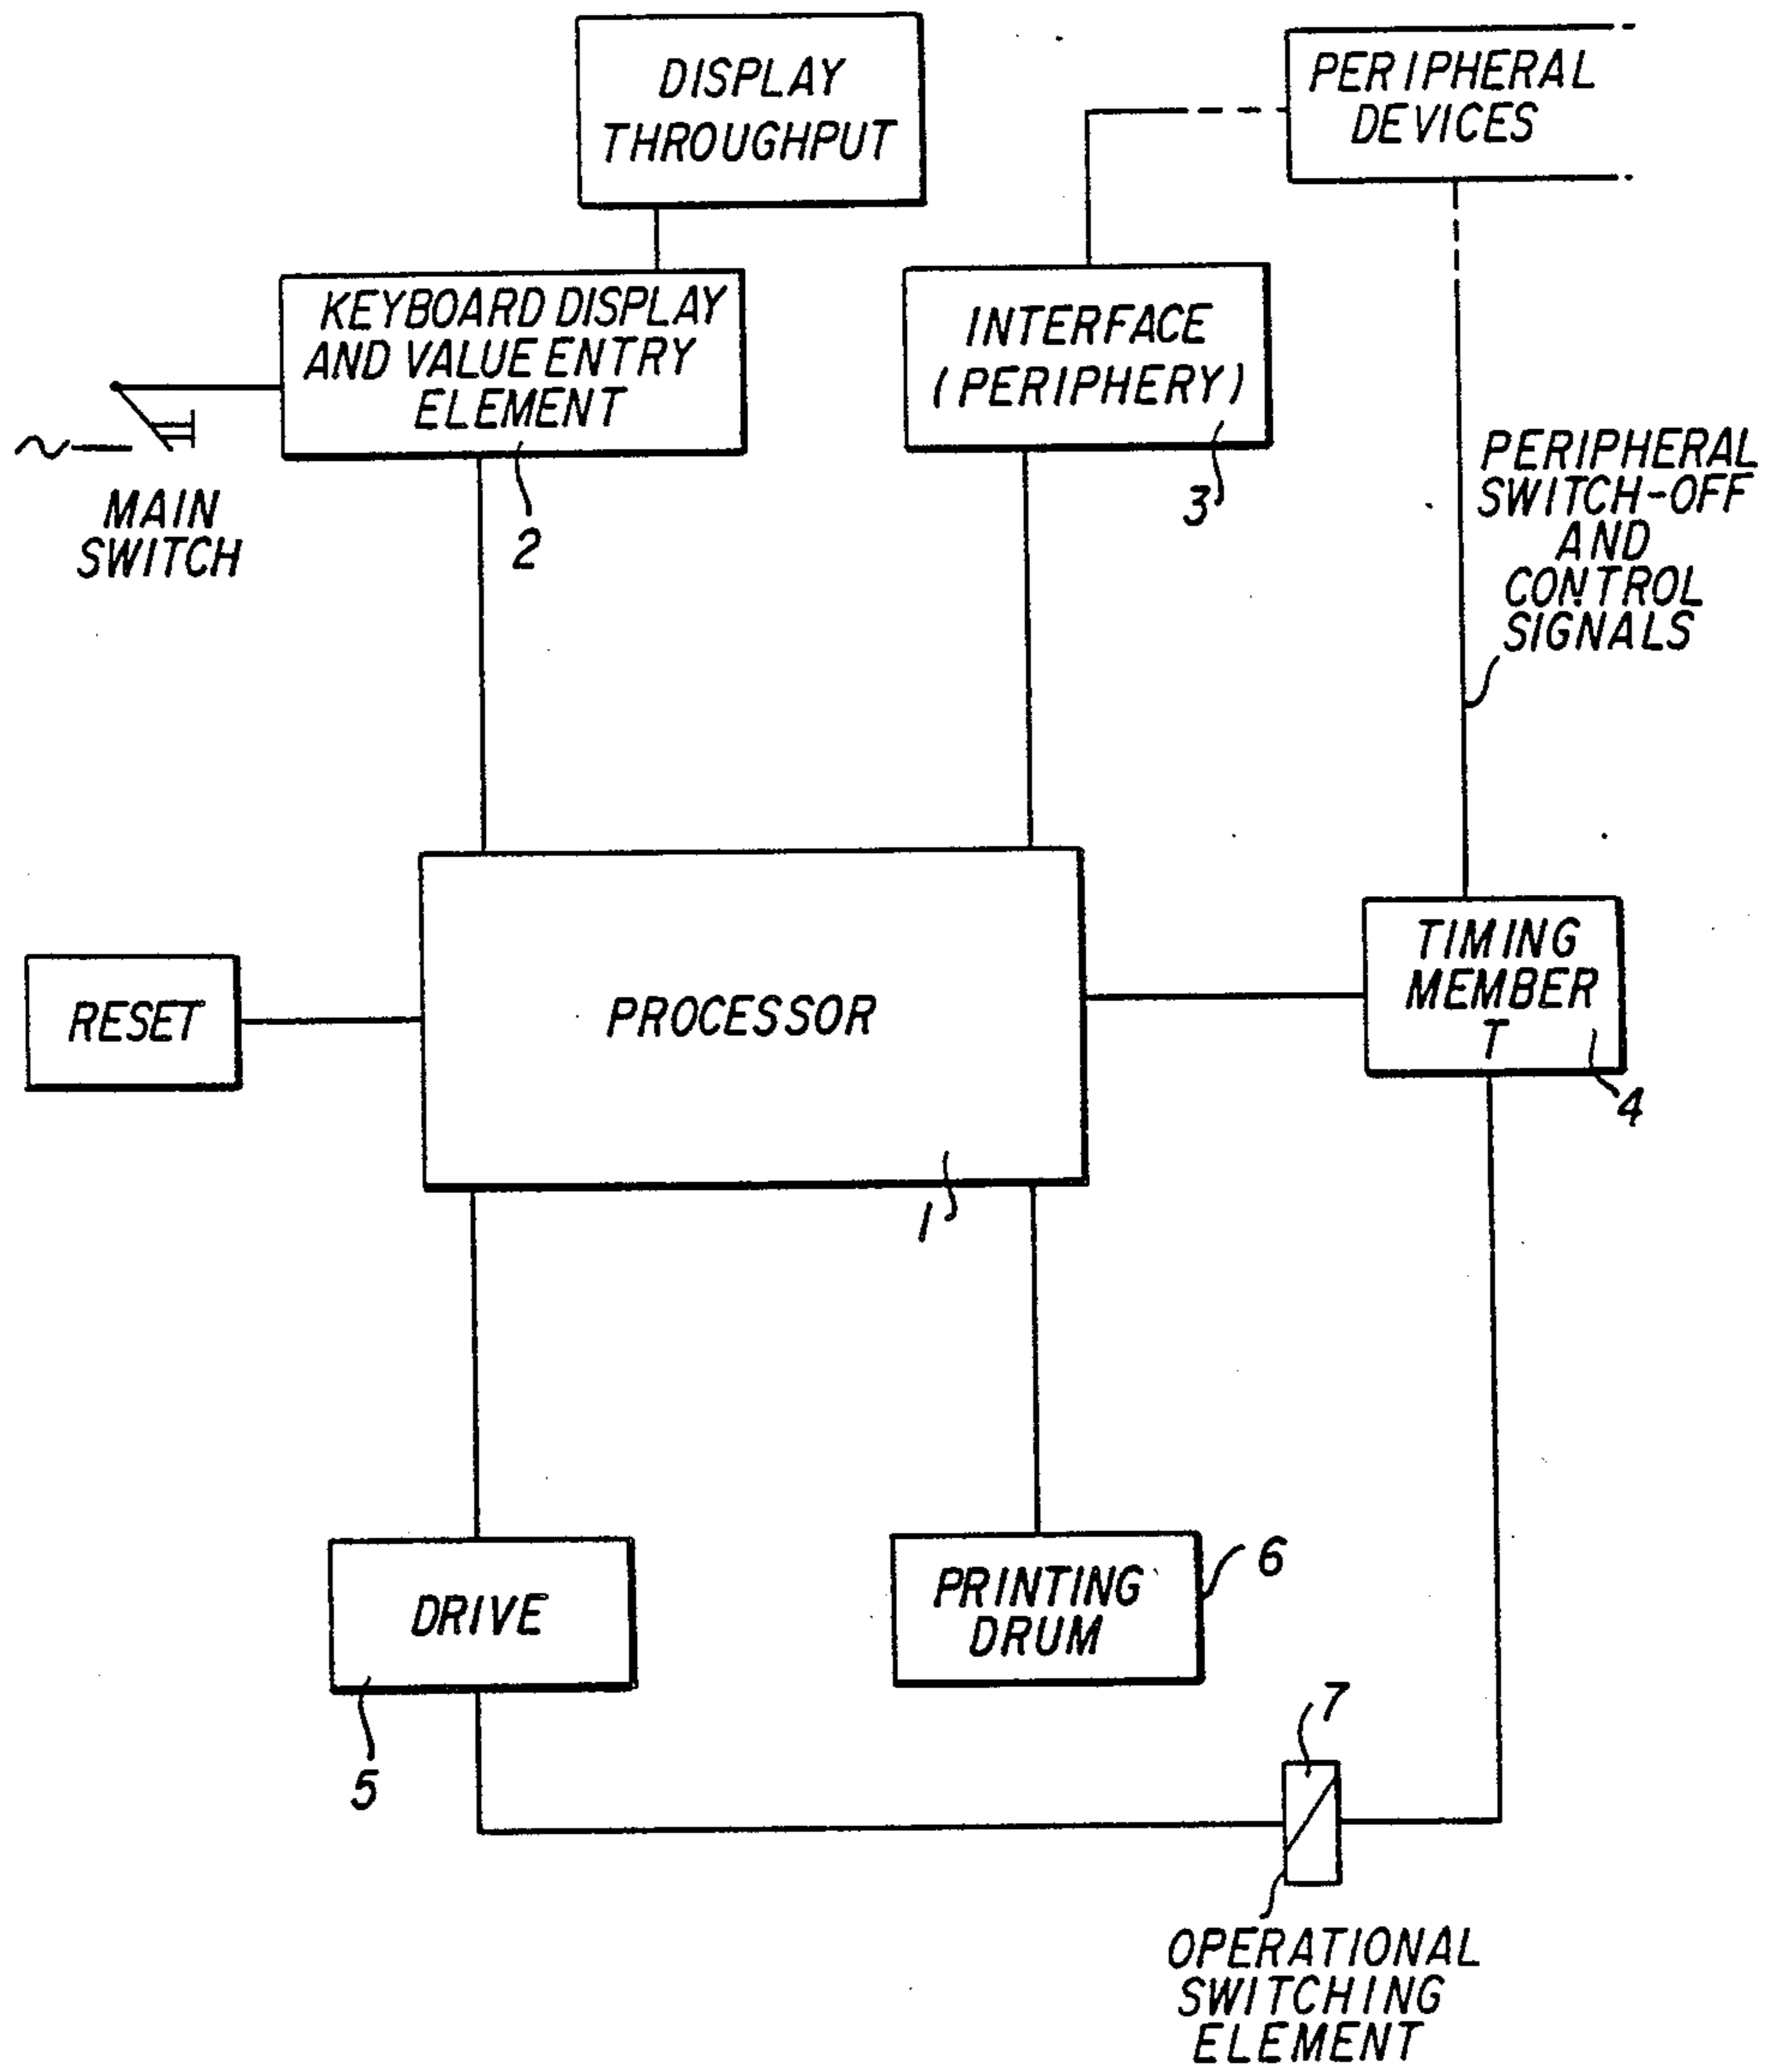 DISPLAY
THROUGHPUT
PERIPHERAL
DEVICES
KEYBOARD DISPLAY
AND VALUE ENTRY
ELEMENT
2
INTERFACE
(PERIPHERY)
3
MAIN
SWITCH
PERIPHERAL
SWITCH-OFF
AND
CONTROL
SIGNALS
RESET
PROCESSOR
1
TIMING
MEMBER
T
4
DRIVE
5
PRINTING
DRUM
6
7
OPERATIONAL
SWITCHING
ELEMENT